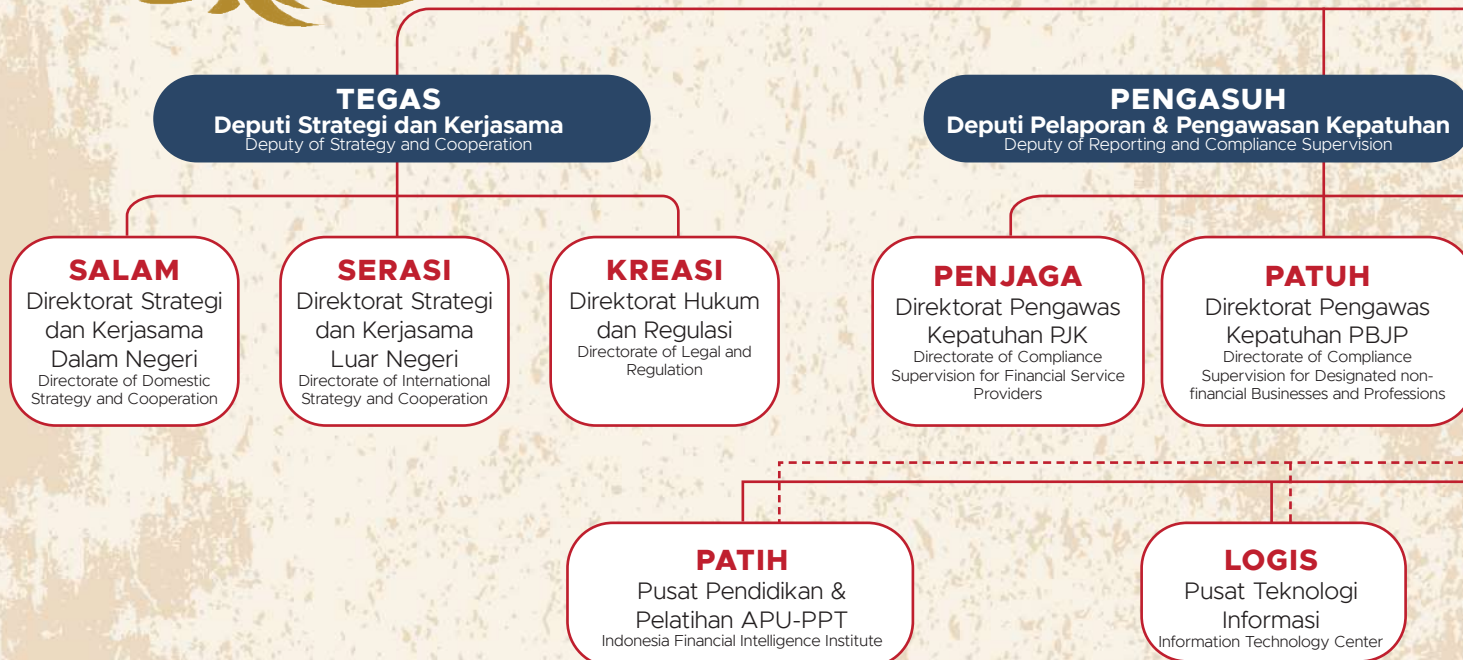 TEGAS
Deputi Strategi dan Kerjasama
Deputy of Strategy and Cooperation
PENGASUH
Deputi Pelaporan & Pengawasan Kepatuhan
Deputy of Reporting and Compliance Supervision
SALAM
Direktorat Strategi
dan Kerjasama
Dalam Negeri
Directorate of Domestic
Strategy and Cooperation
SERASI
Direktorat Strategi
dan Kerjasama
Luar Negeri
Directorate of International
Strategy and Cooperation
KREASI
Direktorat Hukum
dan Regulasi
Directorate of Legal and
Regulation
PENJAGA
Direktorat Pengawas
Kepatuhan PJK
Directorate of Compliance
Supervision for Financial Service
Providers
PATUH
Direktorat Pengawas
Kepatuhan PBJP
Directorate of Compliance
Supervision for Designated non-
financial Businesses and Professions
PATIH
Pusat Pendidikan &
Pelatihan APU-PPT
Indonesia Financial Intelligence Institute
LOGIS
Pusat Teknologi
Informasi
Information Technology Center